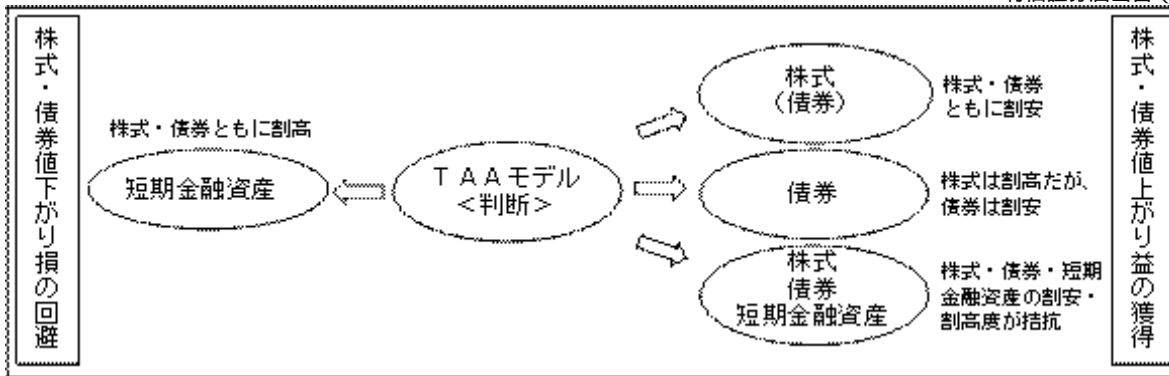 株式・債券値下がり損の回避
株式・債券ともに割高
短期金融資産
TAAモデル
<判断>
株式
(債券)
株式・債券
ともに割安
債券
株式は割高だが、
債券は割安
株式
債券
短期金融資産
株式・債券・短期
金融資産の割安・
割高度が拮抗
株式・債券値上がり益の獲得